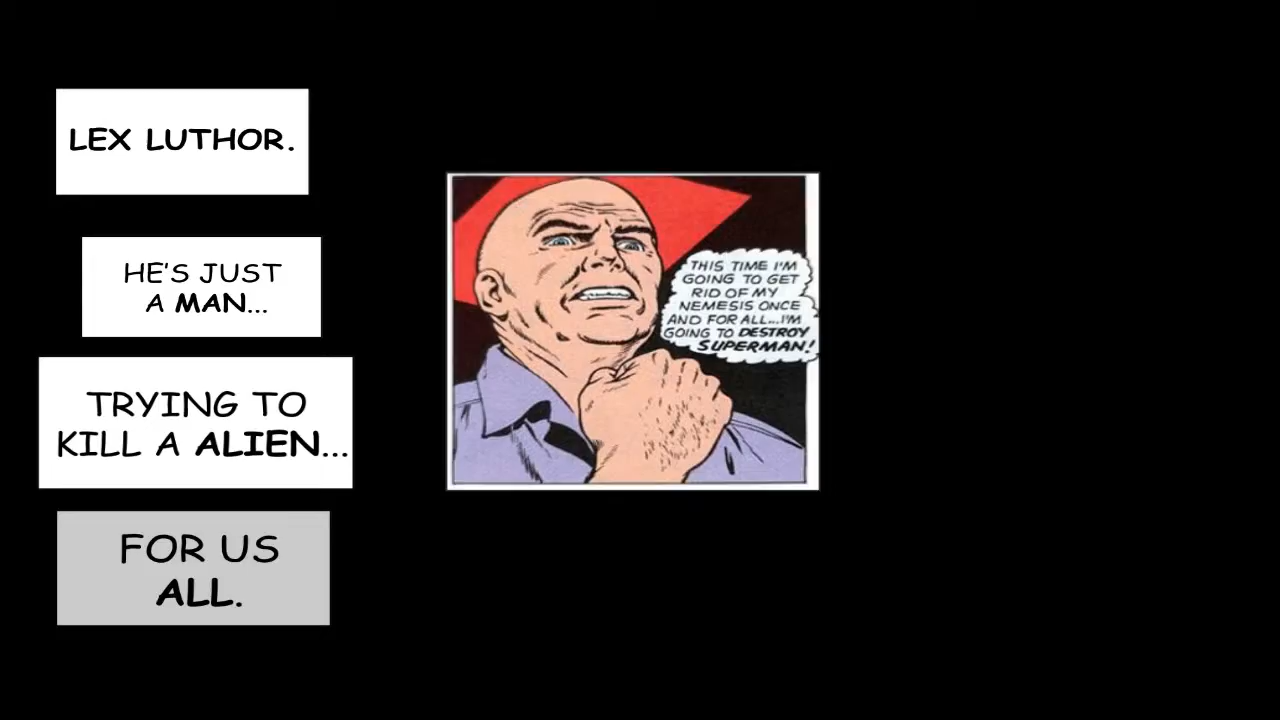 LEX LUTHOR.
HE'S JUST
A MAN...
TRYING TO
KILL A ALIEN...
FOR US
ALL.
THIS TIME I'M
GOING TO GET
RID OF MY
NEMESIS ONCE
AND FOR ALL...I'M
GOING TO DESTROY
SUPERMAN!